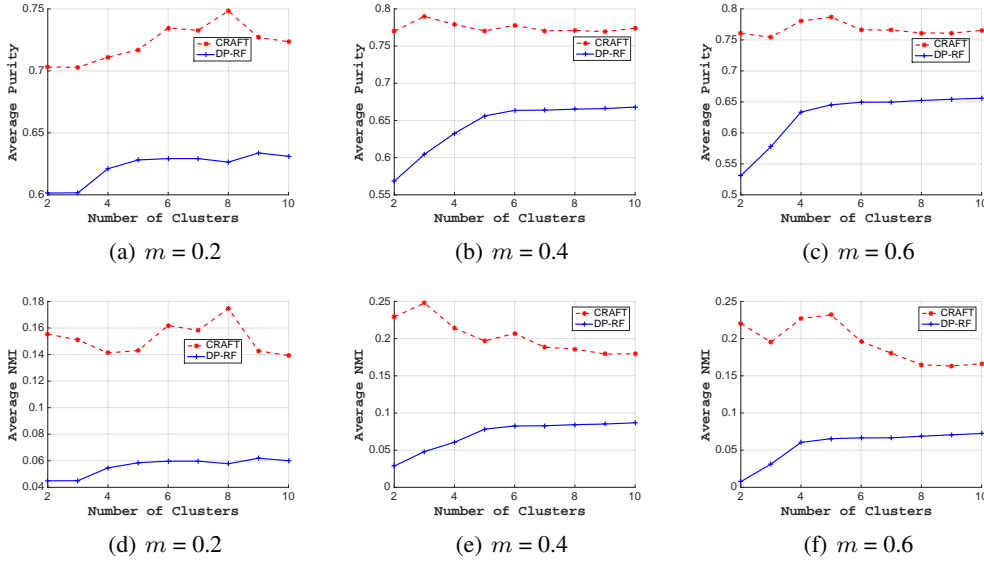 0.75
0.7
0.65
0.6
2 4 6 8 10
Average Purity
Number of Clusters
CRAFT
DP-RF
(a) m = 0.2
0.8
0.75
0.7
0.65
0.6
0.55
2 4 6 8 10
Average Purity
Number of Clusters
CRAFT
DP-RF
(b) m = 0.4
0.8
0.75
0.7
0.65
0.6
0.55
0.5
2 4 6 8 10
Average Purity
Number of Clusters
CRAFT
DP-RF
(c) m = 0.6
0.18
0.16
0.14
0.12
0.1
0.08
0.06
0.04
2 4 6 8 10
Average NMI
Number of Clusters
CRAFT
DP-RF
(d) m = 0.2
0.25
0.2
0.15
0.1
0.05
0
2 4 6 8 10
Average NMI
Number of Clusters
CRAFT
DP-RF
(e) m = 0.4
0.25
0.2
0.15
0.1
0.05
0
2 4 6 8 10
Average NMI
Number of Clusters
CRAFT
DP-RF
(f) m = 0.6